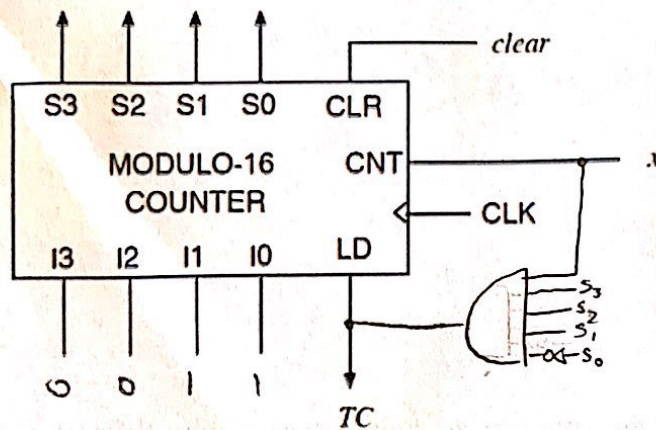 clear
S3 S2 S1 S0 CLR
MODULO-16 COUNTER
CNT
x
CLK
I3 I2 I1 I0 LD
S3
S2
S1
S0
0 0 1 1
TC